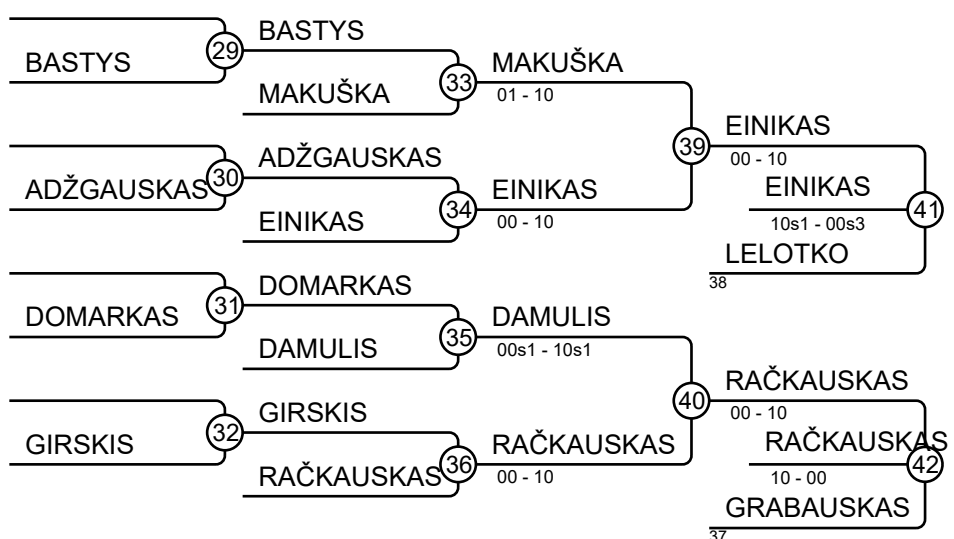 BASTYS
29
BASTYS
MAKUŠKA
33
MAKUŠKA
01 - 10
ADŽGAUSKAS
30
ADŽGAUSKAS
EINIKAS
34
EINIKAS
00 - 10
39
EINIKAS
00 - 10
EINIKAS
10s1 - 00s3
41
LELOTKO
38
DOMARKAS
31
DOMARKAS
DAMULIS
35
DAMULIS
00s1 - 10s1
GIRSKIS
32
GIRSKIS
RAČKAUSKAS
36
RAČKAUSKAS
00 - 10
40
RAČKAUSKAS
00 - 10
RAČKAUSKAS
10 - 00
42
GRABAUSKAS
37